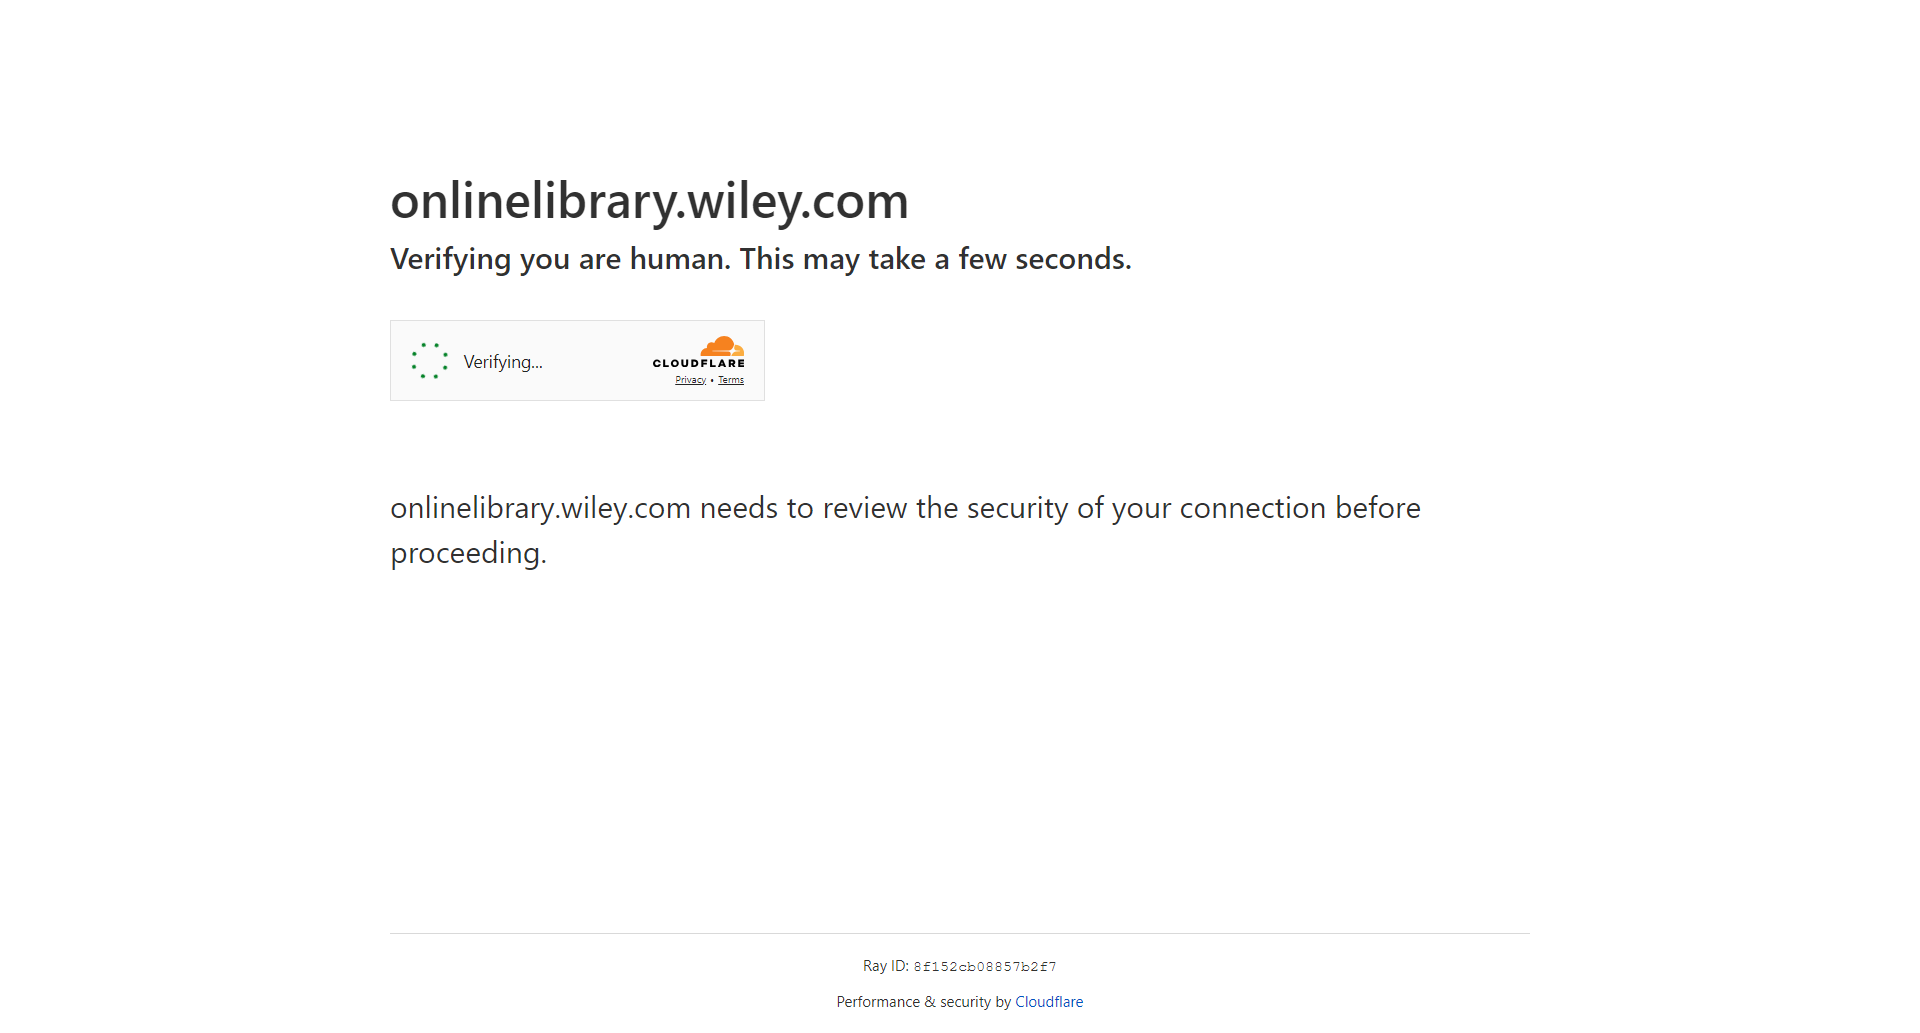 onlinelibrary.wiley.com
Verifying you are human. This may take a few seconds.
Verifying...
CLOUDFLARE
Privacy • Terms
onlinelibrary.wiley.com needs to review the security of your connection before
proceeding.
Ray ID: 8f152cb08857b2f7
Performance & security by Cloudflare